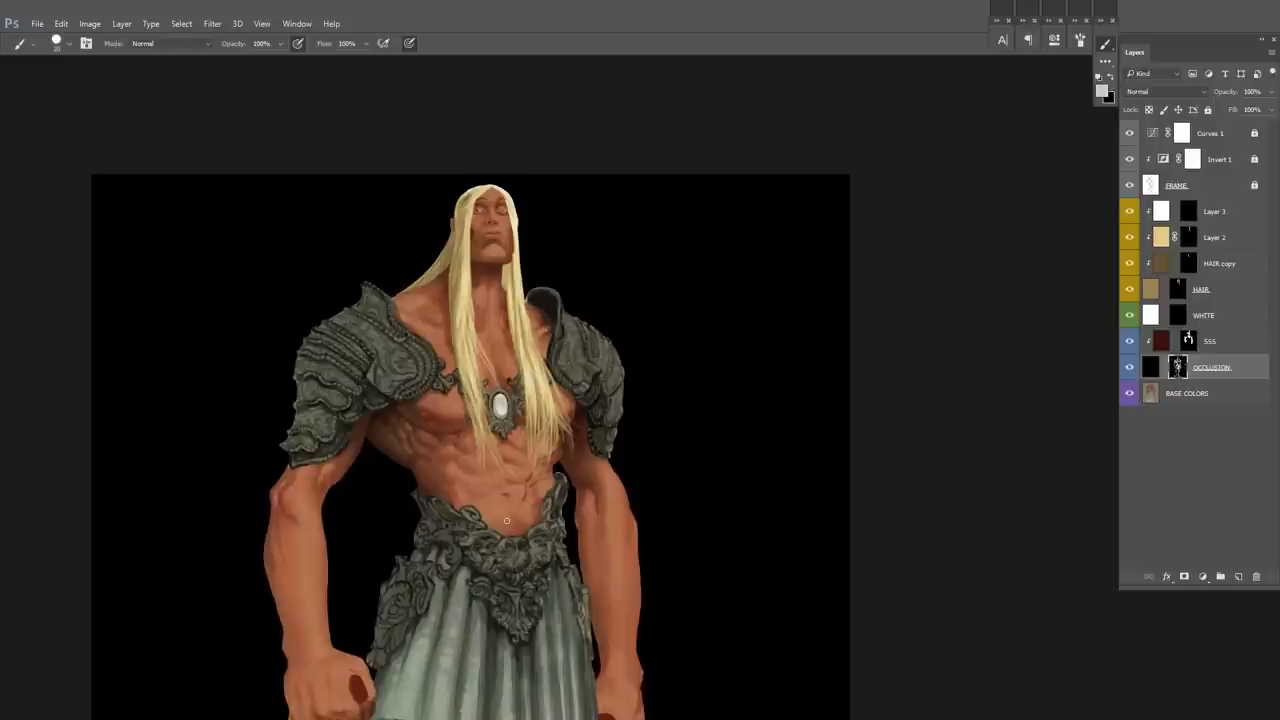 Ps File Edit Image Layer Type Select Filter 3D View Window Help
20 Mode: Normal Opacity: 100% Flow: 100%
Layers
Kind
Normal Opacity: 100%
Lock: Fill: 100%
Curves 1
Invert 1
FRAME
Layer 3
Layer 2
HAIR copy
HAIR
WHITE
SSS
OCCLUSION
BASE COLORS